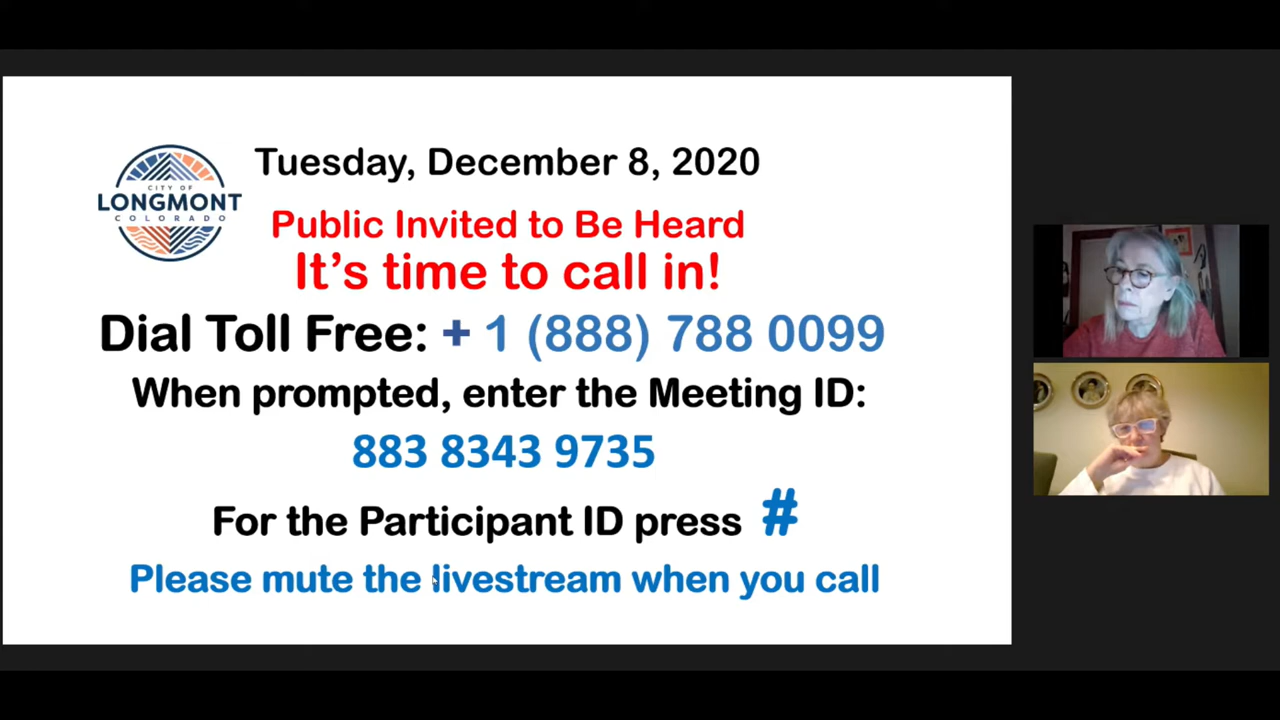 Tuesday, December 8, 2020
CITY OF
LONGMONT
COLORADO
Public Invited to Be Heard
It's time to call in!
Dial Toll Free: + 1 (888) 788 0099
When prompted, enter the Meeting ID:
883 8343 9735
For the Participant ID press #
Please mute the livestream when you call